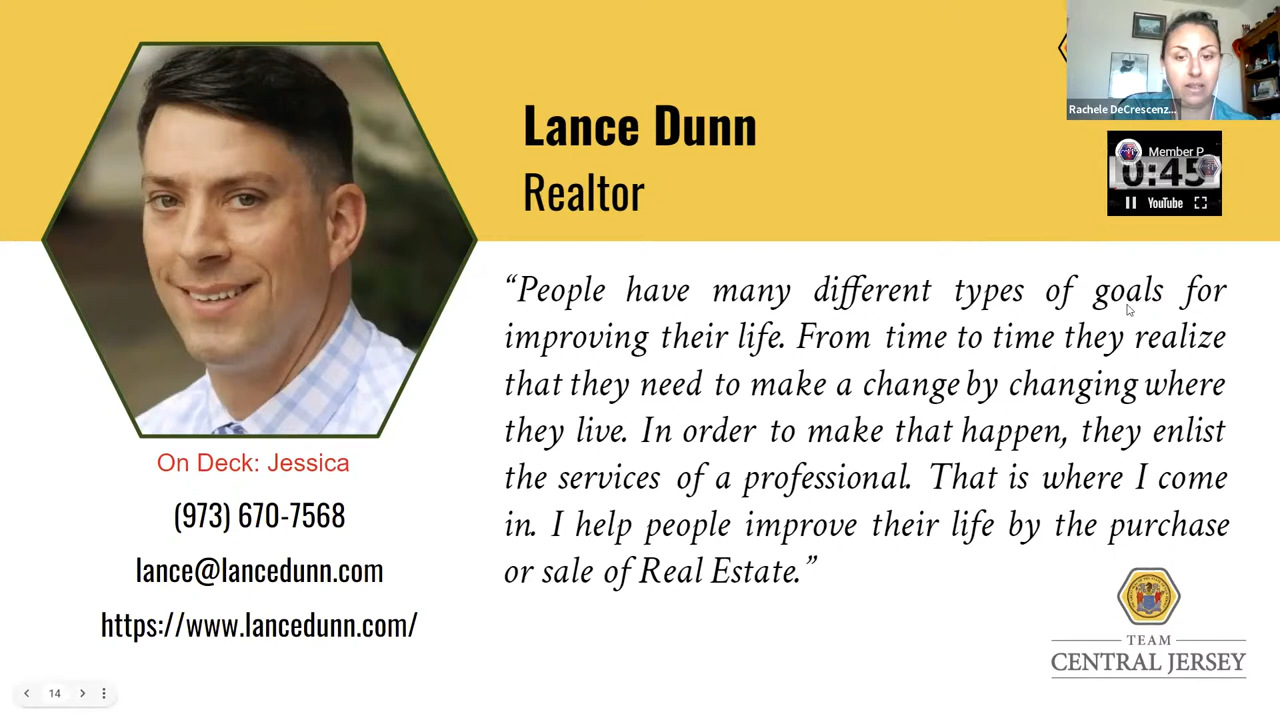 Lance Dunn
Realtor
“People have many different types of goals for
improving their life. From time to time they realize
that they need to make a change by changing where
they live. In order to make that happen, they enlist
the services of a professional. That is where I come
in. I help people improve their life by the purchase
or sale of Real Estate.”
On Deck: Jessica
(973) 670-7568
lance@lancedunn.com
https://www.lancedunn.com/
Rachele DeCrescenz...
Member P...
0:45
YouTube
TEAM
CENTRAL JERSEY
14